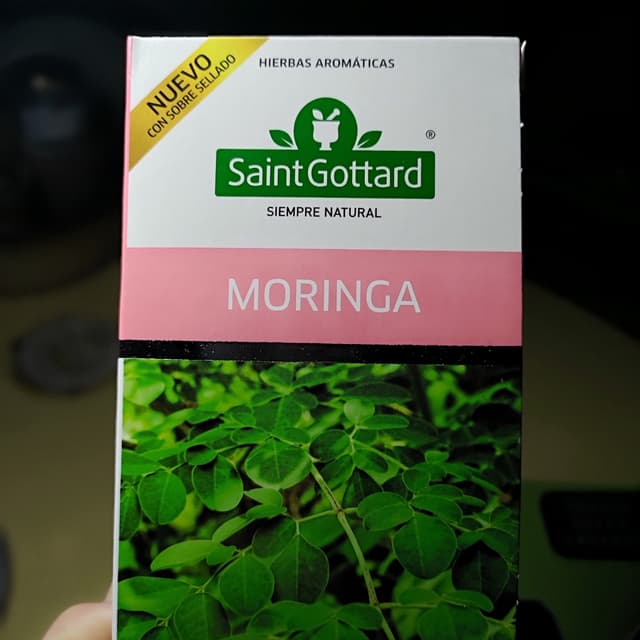 NUEVO
CON SOBRE SELLADO
HIERBAS AROMÁTICAS
SaintGottard®
SIEMPRE NATURAL
MORINGA